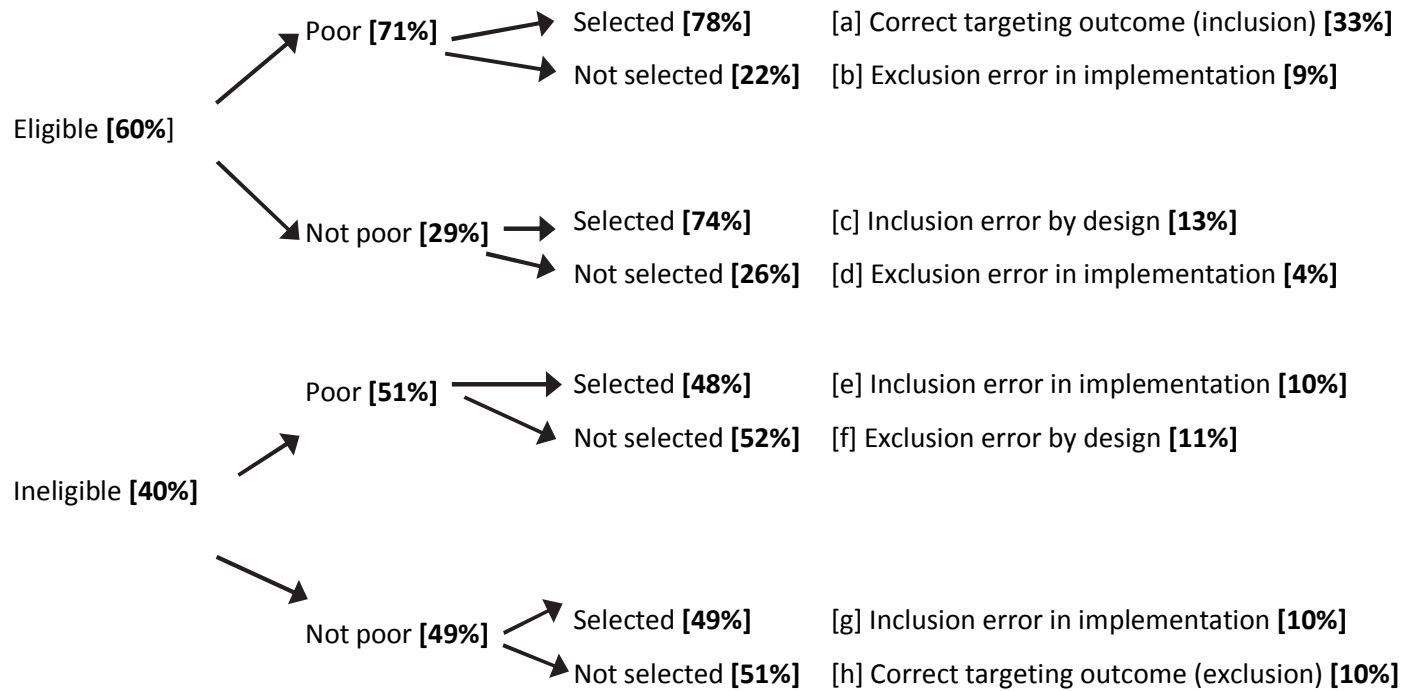 Poor [71%]
Selected [78%] [a] Correct targeting outcome (inclusion) [33%]
Not selected [22%] [b] Exclusion error in implementation [9%]
Eligible [60%]
Not poor [29%]
Selected [74%] [c] Inclusion error by design [13%]
Not selected [26%] [d] Exclusion error in implementation [4%]
Poor [51%]
Selected [48%] [e] Inclusion error in implementation [10%]
Not selected [52%] [f] Exclusion error by design [11%]
Ineligible [40%]
Not poor [49%]
Selected [49%] [g] Inclusion error in implementation [10%]
Not selected [51%] [h] Correct targeting outcome (exclusion) [10%]